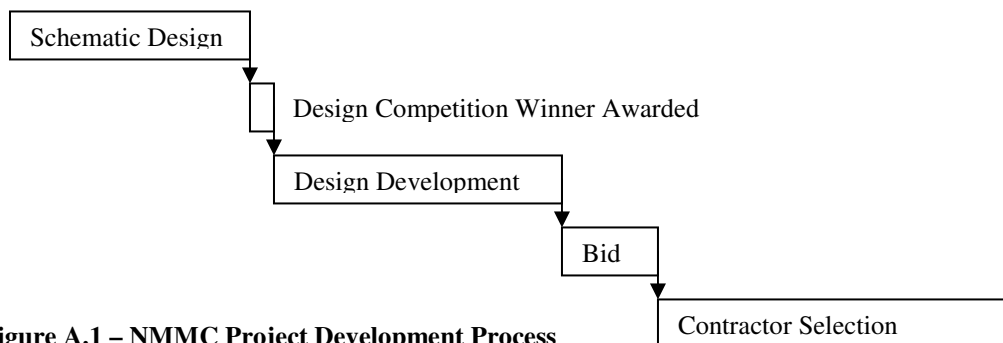 Schematic Design
Design Competition Winner Awarded
Design Development
Bid
Contractor Selection
igure A.1 – NMMC Project Development Process